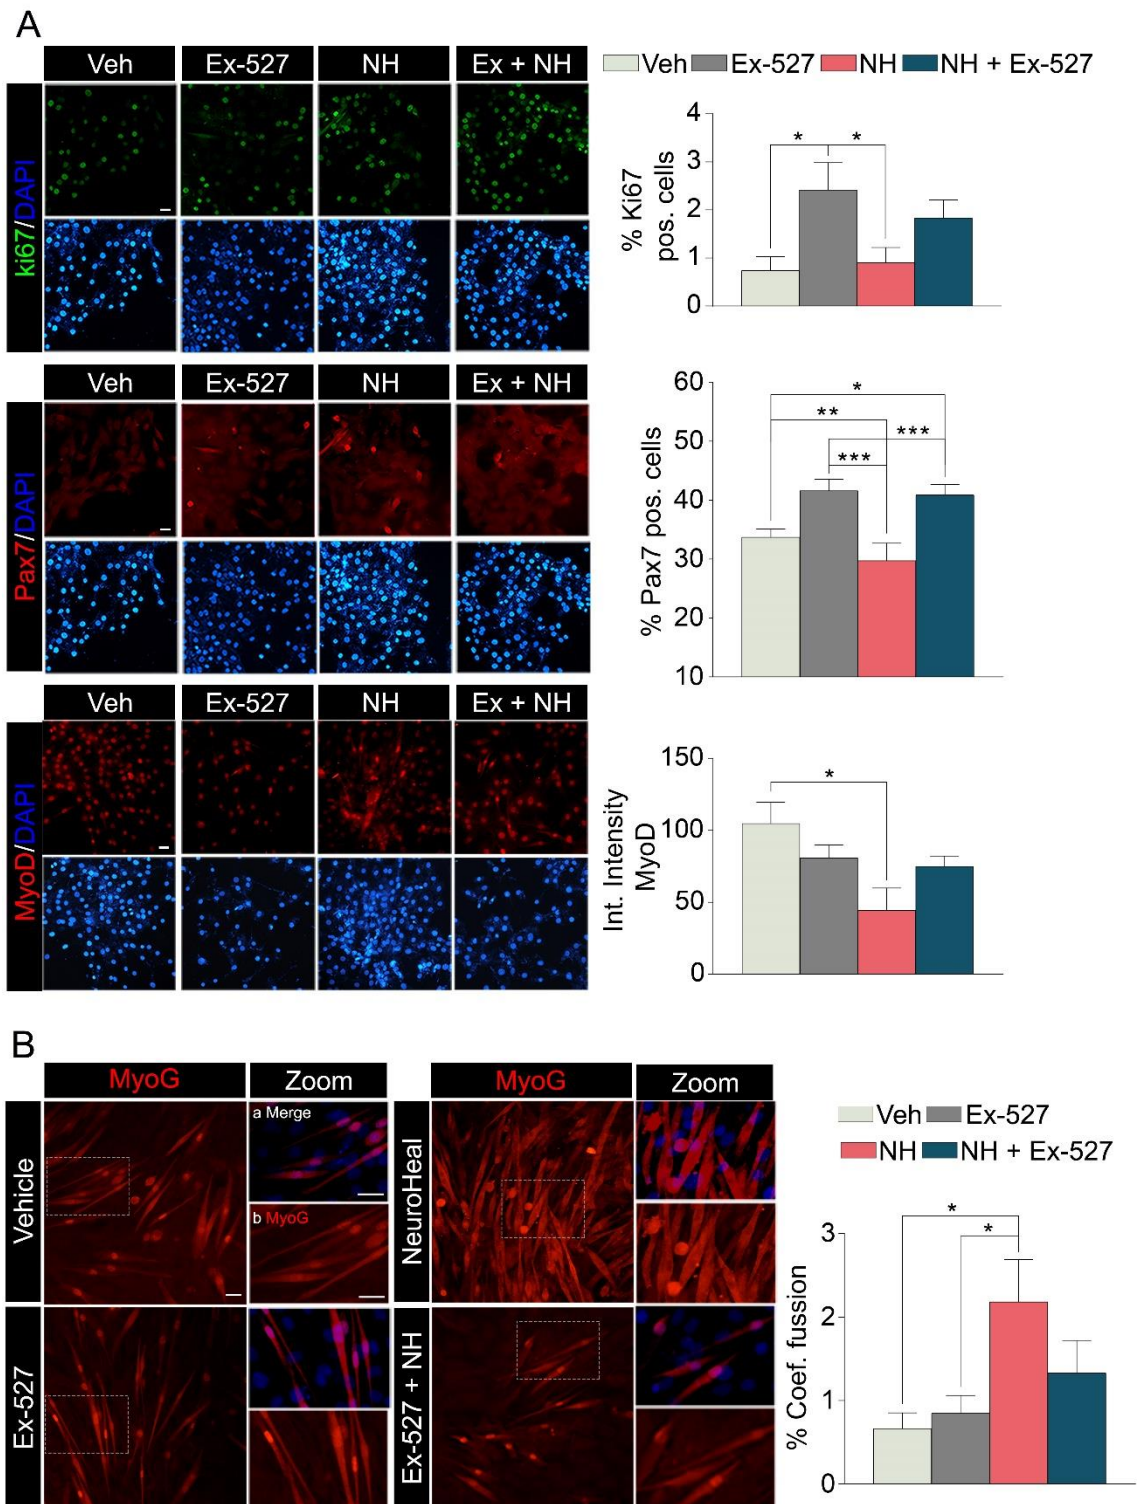 A
Veh Ex-527 NH Ex + NH
Veh Ex-527 NH NH + Ex-527
ki67/DAPI
4
3
2
1
0
% Ki67
pos. cells
* *
Veh Ex-527 NH Ex + NH
Pax7/DAPI
60
50
40
30
20
10
% Pax7 pos. cells
*
**
***
***
Veh Ex-527 NH Ex + NH
MyoD/DAPI
150
100
50
0
Int. Intensity
MyoD
*
B
MyoG Zoom MyoG Zoom
Vehicle
a Merge
b MyoG
NeuroHeal
Ex-527
Ex-527 + NH
Veh Ex-527
NH NH + Ex-527
3
2
1
0
% Coef. fussion
*
*